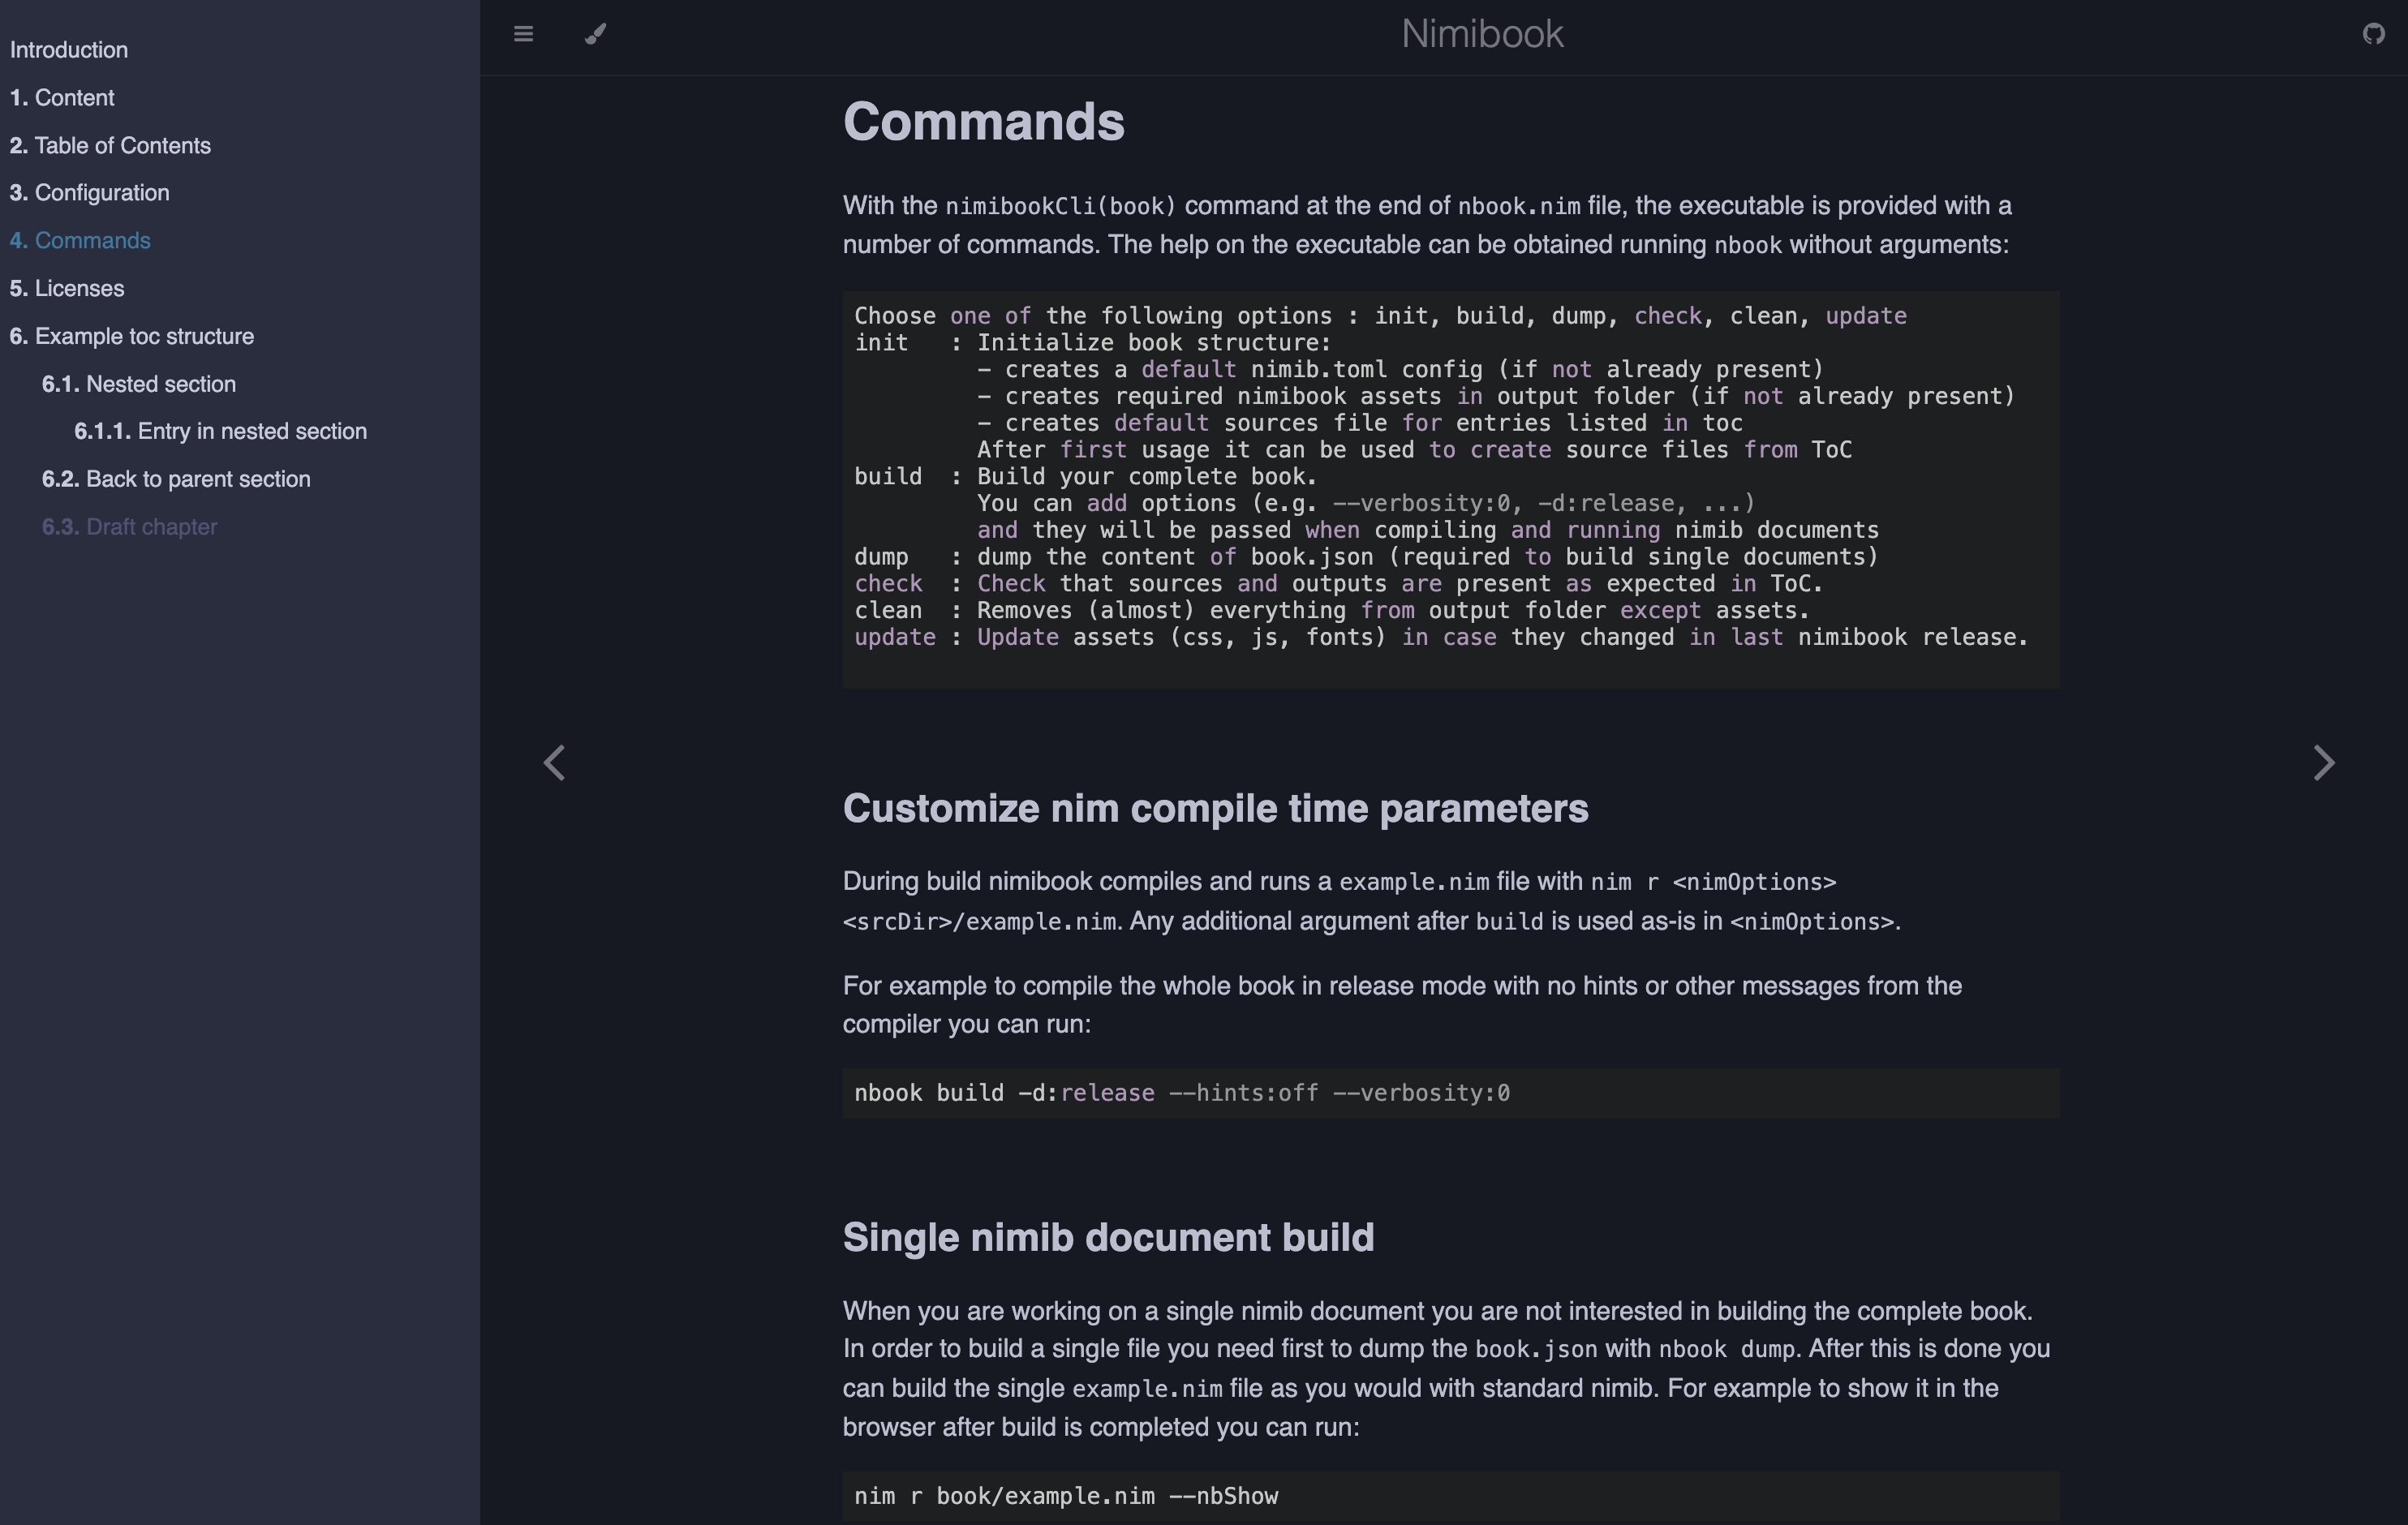 Introduction
1. Content
2. Table of Contents
3. Configuration
4. Commands
5. Licenses
6. Example toc structure
6.1. Nested section
6.1.1. Entry in nested section
6.2. Back to parent section
6.3. Draft chapter
Nimibook
Commands
With the nimibookCli(book) command at the end of nbook.nim file, the executable is provided with a
number of commands. The help on the executable can be obtained running nbook without arguments:
Choose one of the following options : init, build, dump, check, clean, update
init   : Initialize book structure:
         - creates a default nimib.toml config (if not already present)
         - creates required nimibook assets in output folder (if not already present)
         - creates default sources file for entries listed in toc
         After first usage it can be used to create source files from ToC
build  : Build your complete book.
         You can add options (e.g. --verbosity:0, -d:release, ...)
         and they will be passed when compiling and running nimib documents
dump   : dump the content of book.json (required to build single documents)
check  : Check that sources and outputs are present as expected in ToC.
clean  : Removes (almost) everything from output folder except assets.
update : Update assets (css, js, fonts) in case they changed in last nimibook release.
Customize nim compile time parameters
During build nimibook compiles and runs a example.nim file with nim r <nimOptions>
<srcDir>/example.nim. Any additional argument after build is used as-is in <nimOptions>.
For example to compile the whole book in release mode with no hints or other messages from the
compiler you can run:
nbook build -d:release --hints:off --verbosity:0
Single nimib document build
When you are working on a single nimib document you are not interested in building the complete book.
In order to build a single file you need first to dump the book.json with nbook dump. After this is done you
can build the single example.nim file as you would with standard nimib. For example to show it in the
browser after build is completed you can run:
nim r book/example.nim --nbShow